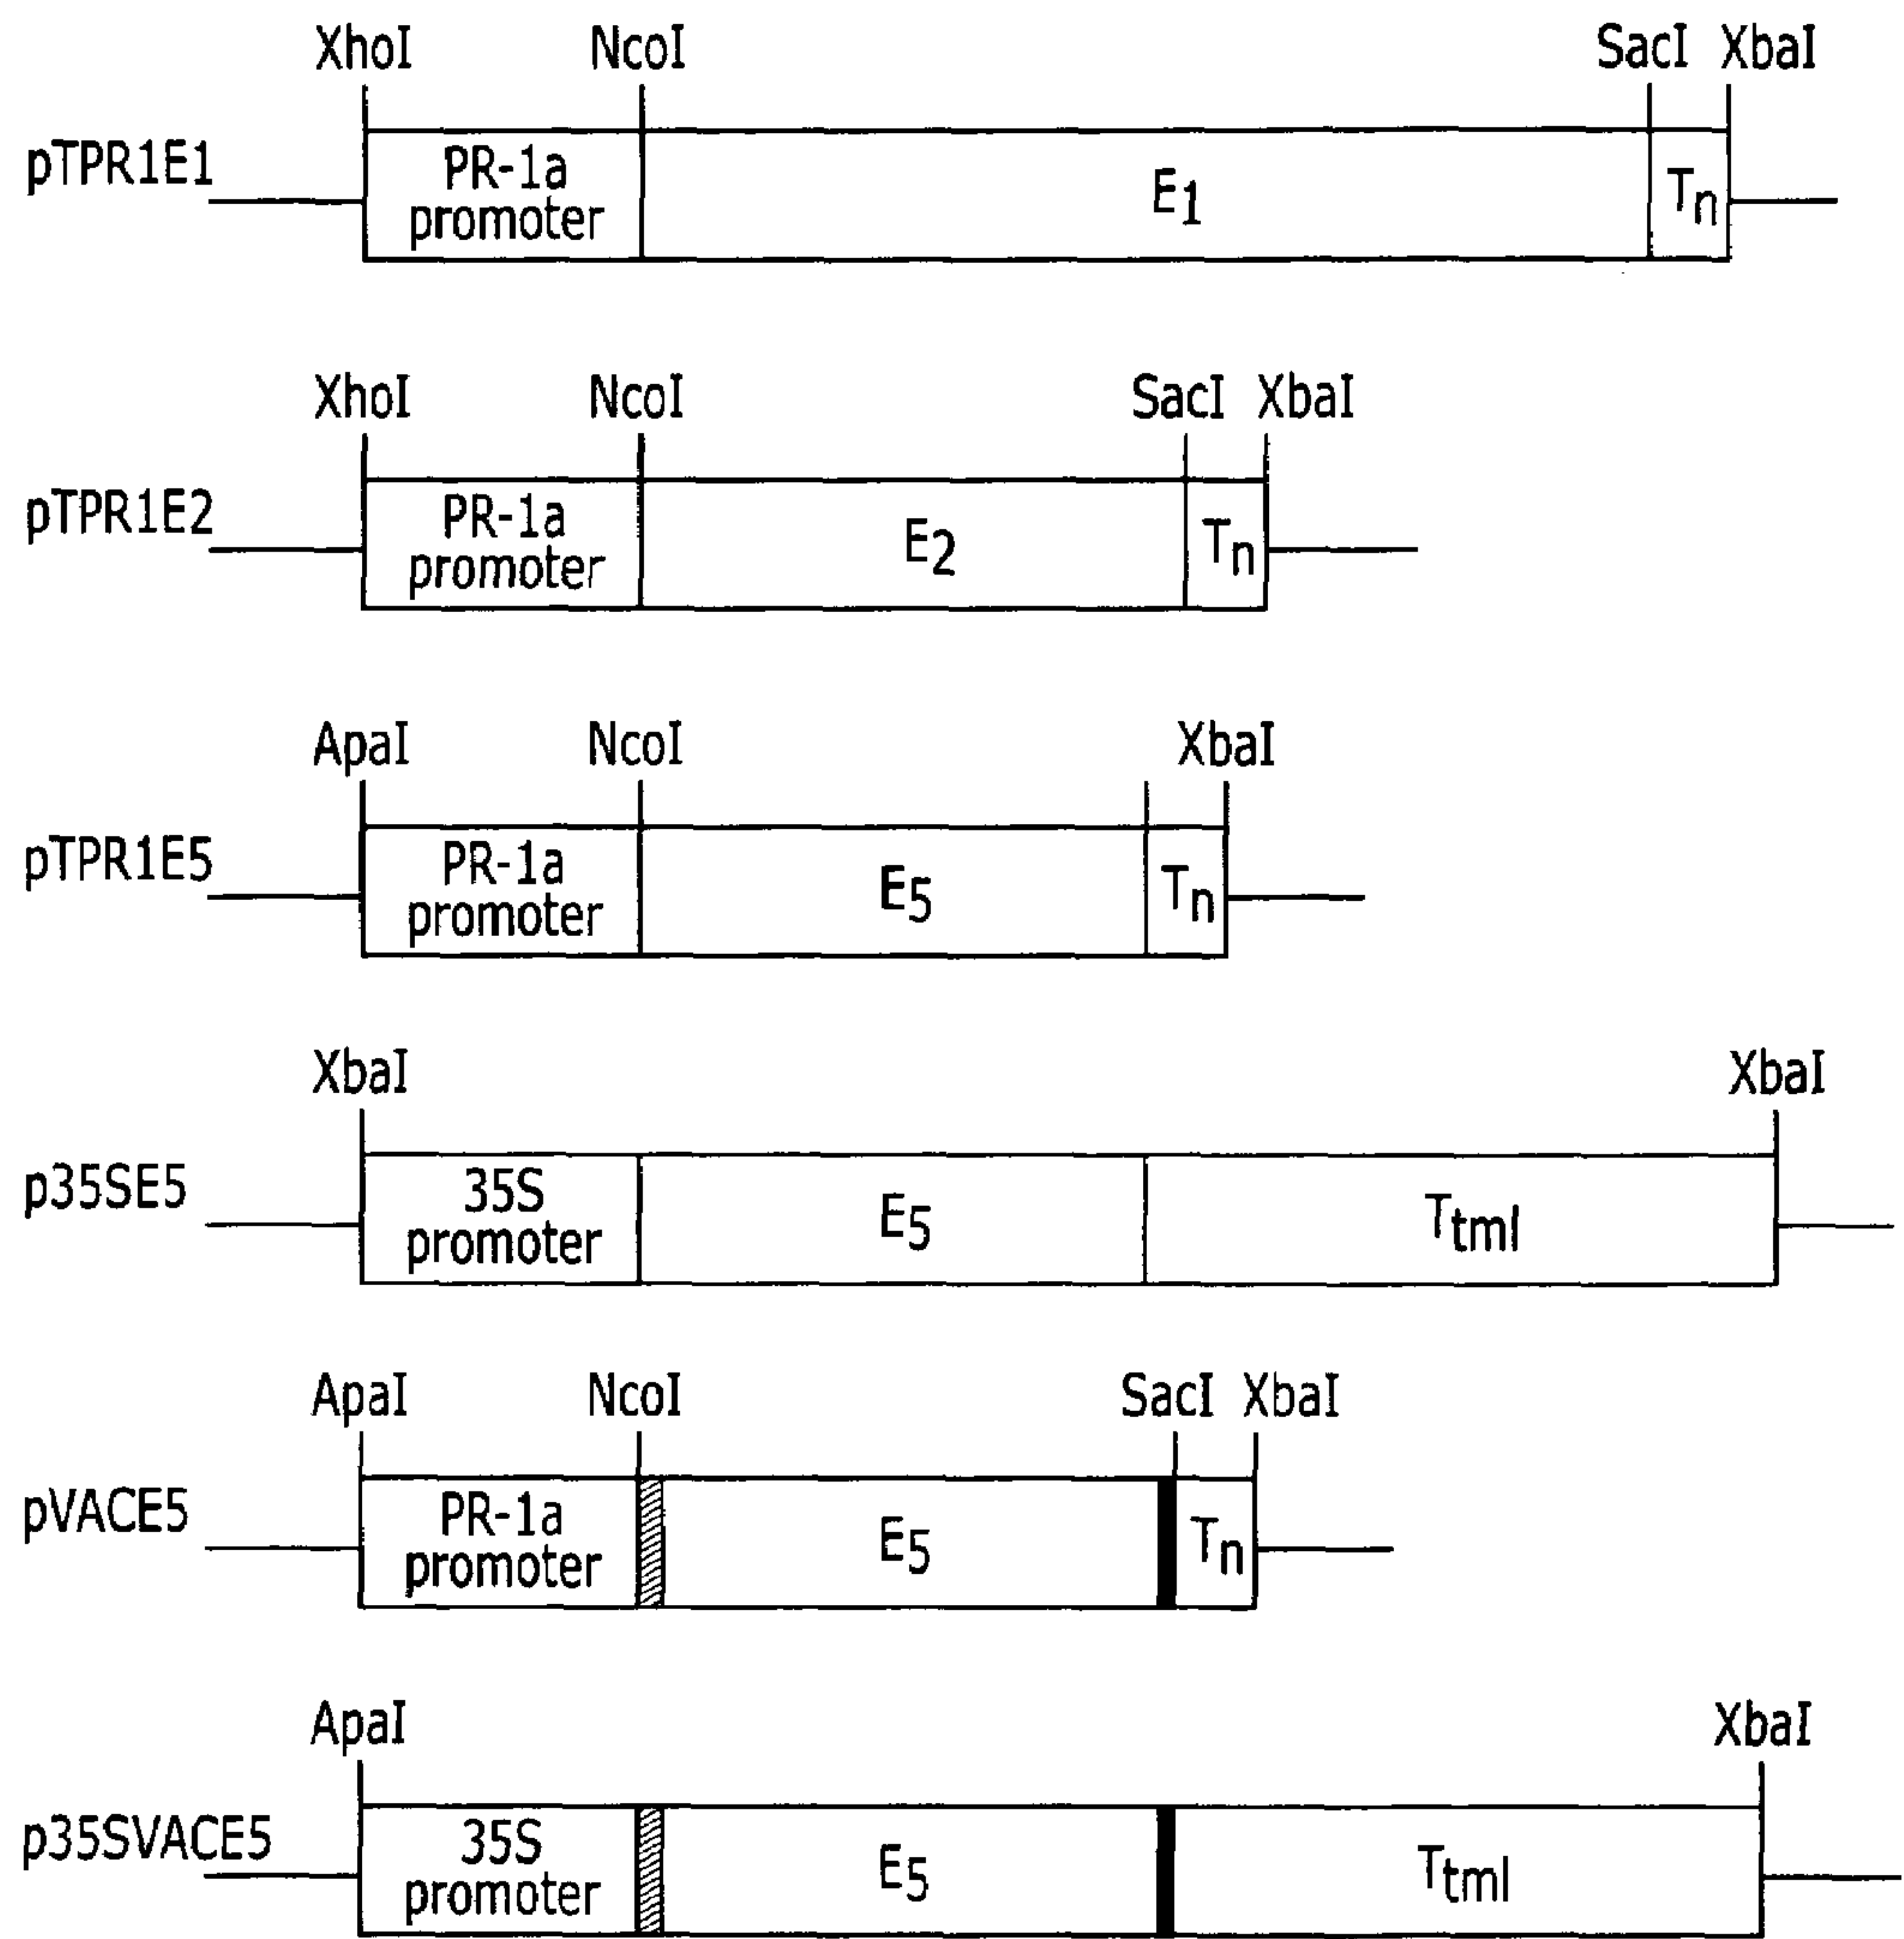 XhoI NcoI SacI XbaI
pTPR1E1
PR-1a
promoter
E1
Tn
XhoI NcoI SacI XbaI
pTPR1E2
PR-1a
promoter
E2
Tn
ApaI NcoI XbaI
pTPR1E5
PR-1a
promoter
E5
Tn
XbaI XbaI
p35SE5
35S
promoter
E5
Ttml
ApaI NcoI SacI XbaI
pVACE5
PR-1a
promoter
E5
Tn
ApaI XbaI
p35SVACE5
35S
promoter
E5
Ttml